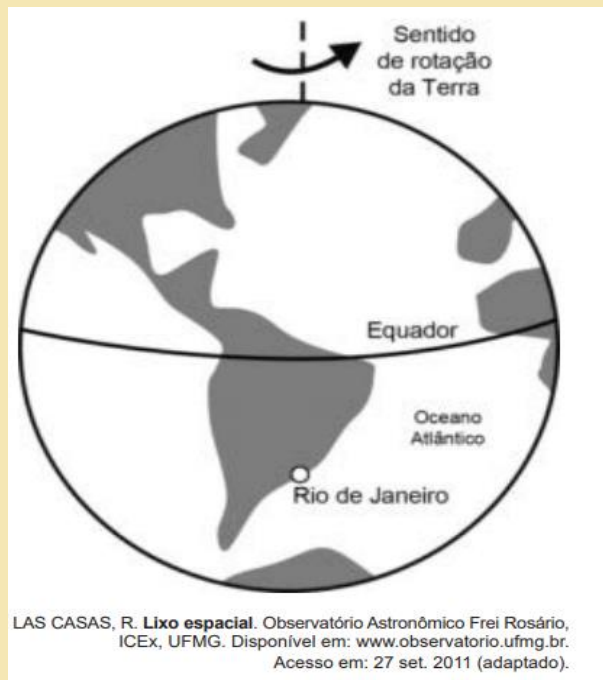 Sentido
de rotação
da Terra
Equador
Oceano
Atlântico
Rio de Janeiro
LAS CASAS, R. Lixo espacial. Observatório Astronômico Frei Rosário,
ICEx, UFMG. Disponível em: www.observatorio.ufmg.br.
Acesso em: 27 set. 2011 (adaptado).